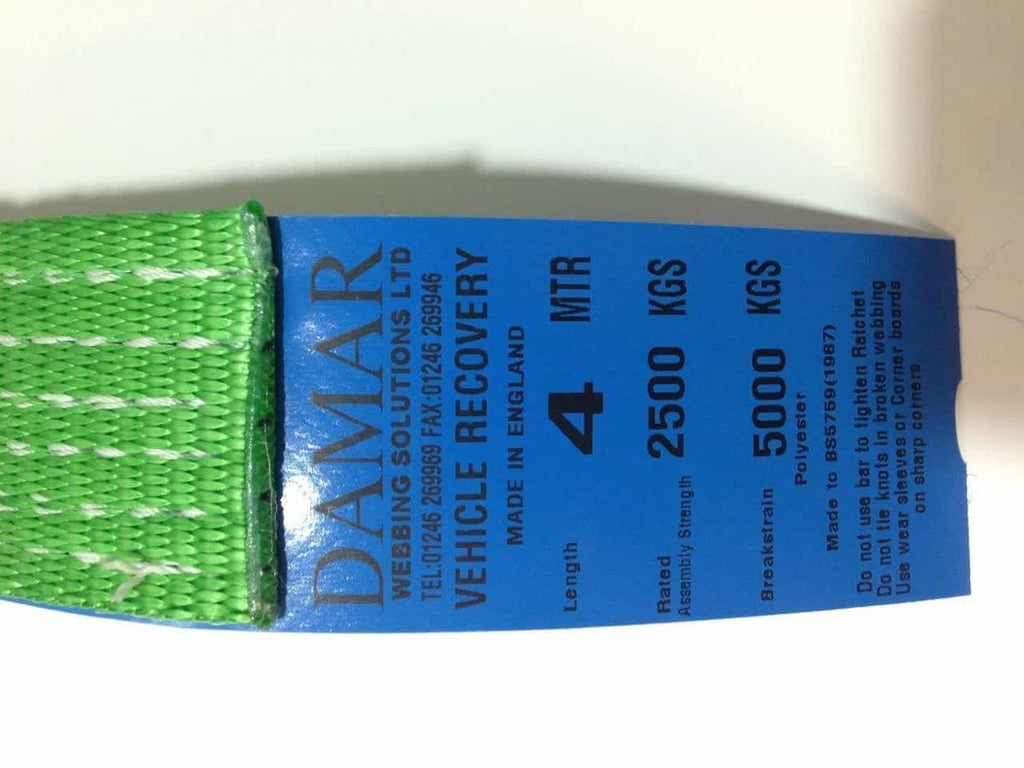 DAMAR
WEBBING SOLUTIONS LTD
TEL:01246 269969 FAX:01246 269946
VEHICLE RECOVERY
MADE IN ENGLAND
Length 4 MTR
Rated
Assembly Strength 2500 KGS
Breakstrain 5000 KGS
Polyester
Made to BS5759(1987)
Do not use bar to tighten Ratchet
Do not tie knots in broken webbing
Use wear sleeves or Corner boards
on sharp corners